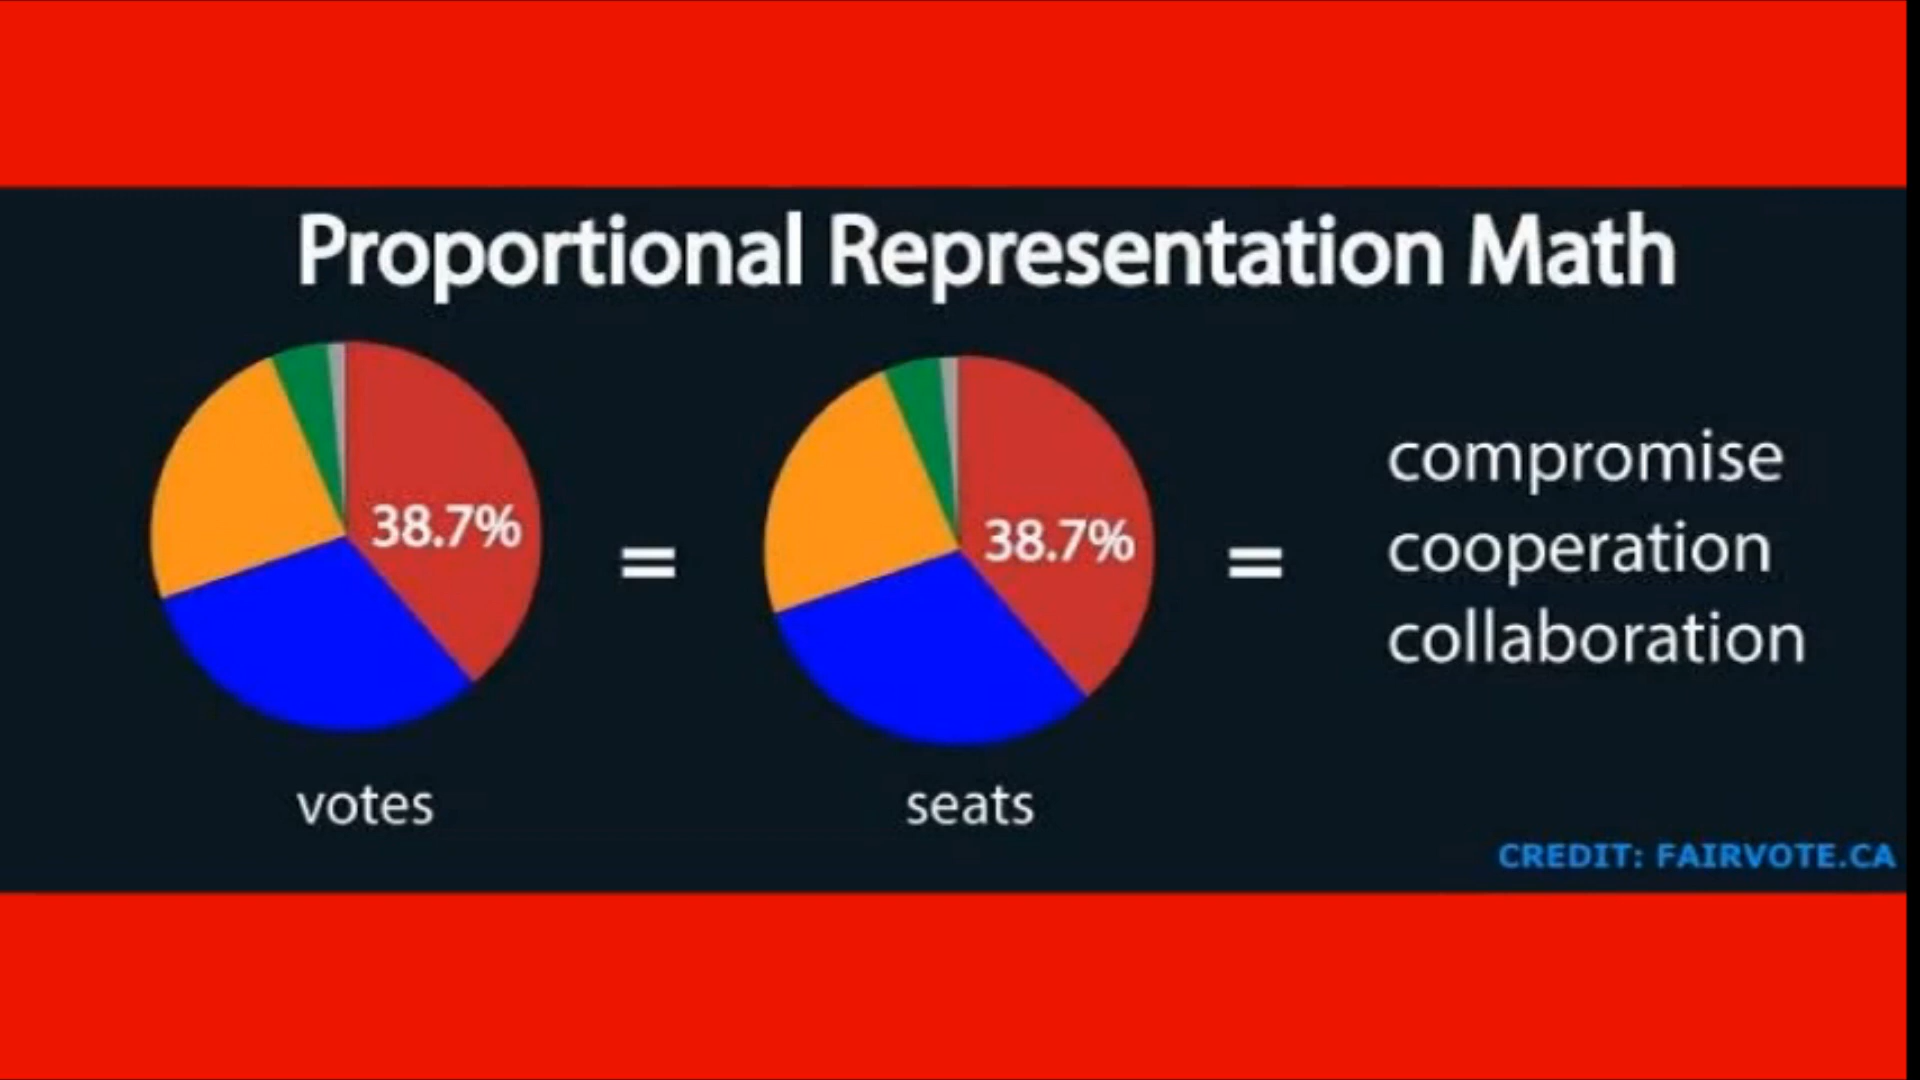 Proportional Representation Math
38.7%
=
38.7%
=
compromise
cooperation
collaboration
votes
seats
CREDIT: FAIRVOTE.CA